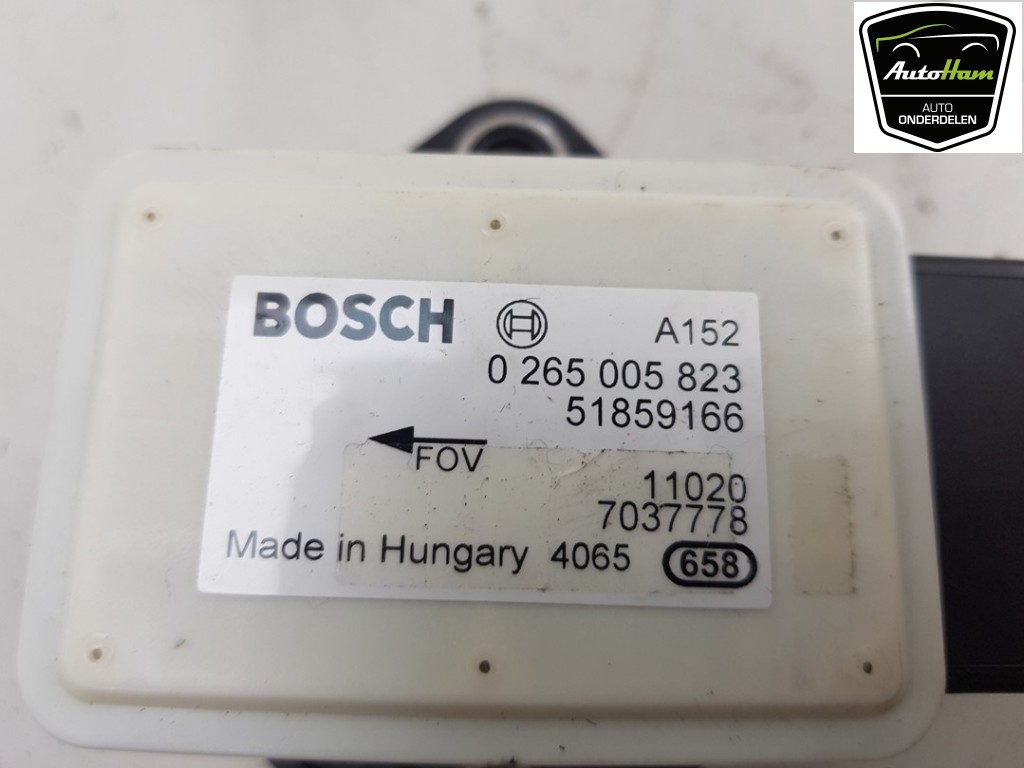 AutoHam
AUTO
ONDERDELEN
BOSCH A152
0 265 005 823
51859166
FOV
11020
7037778
Made in Hungary 4065 658